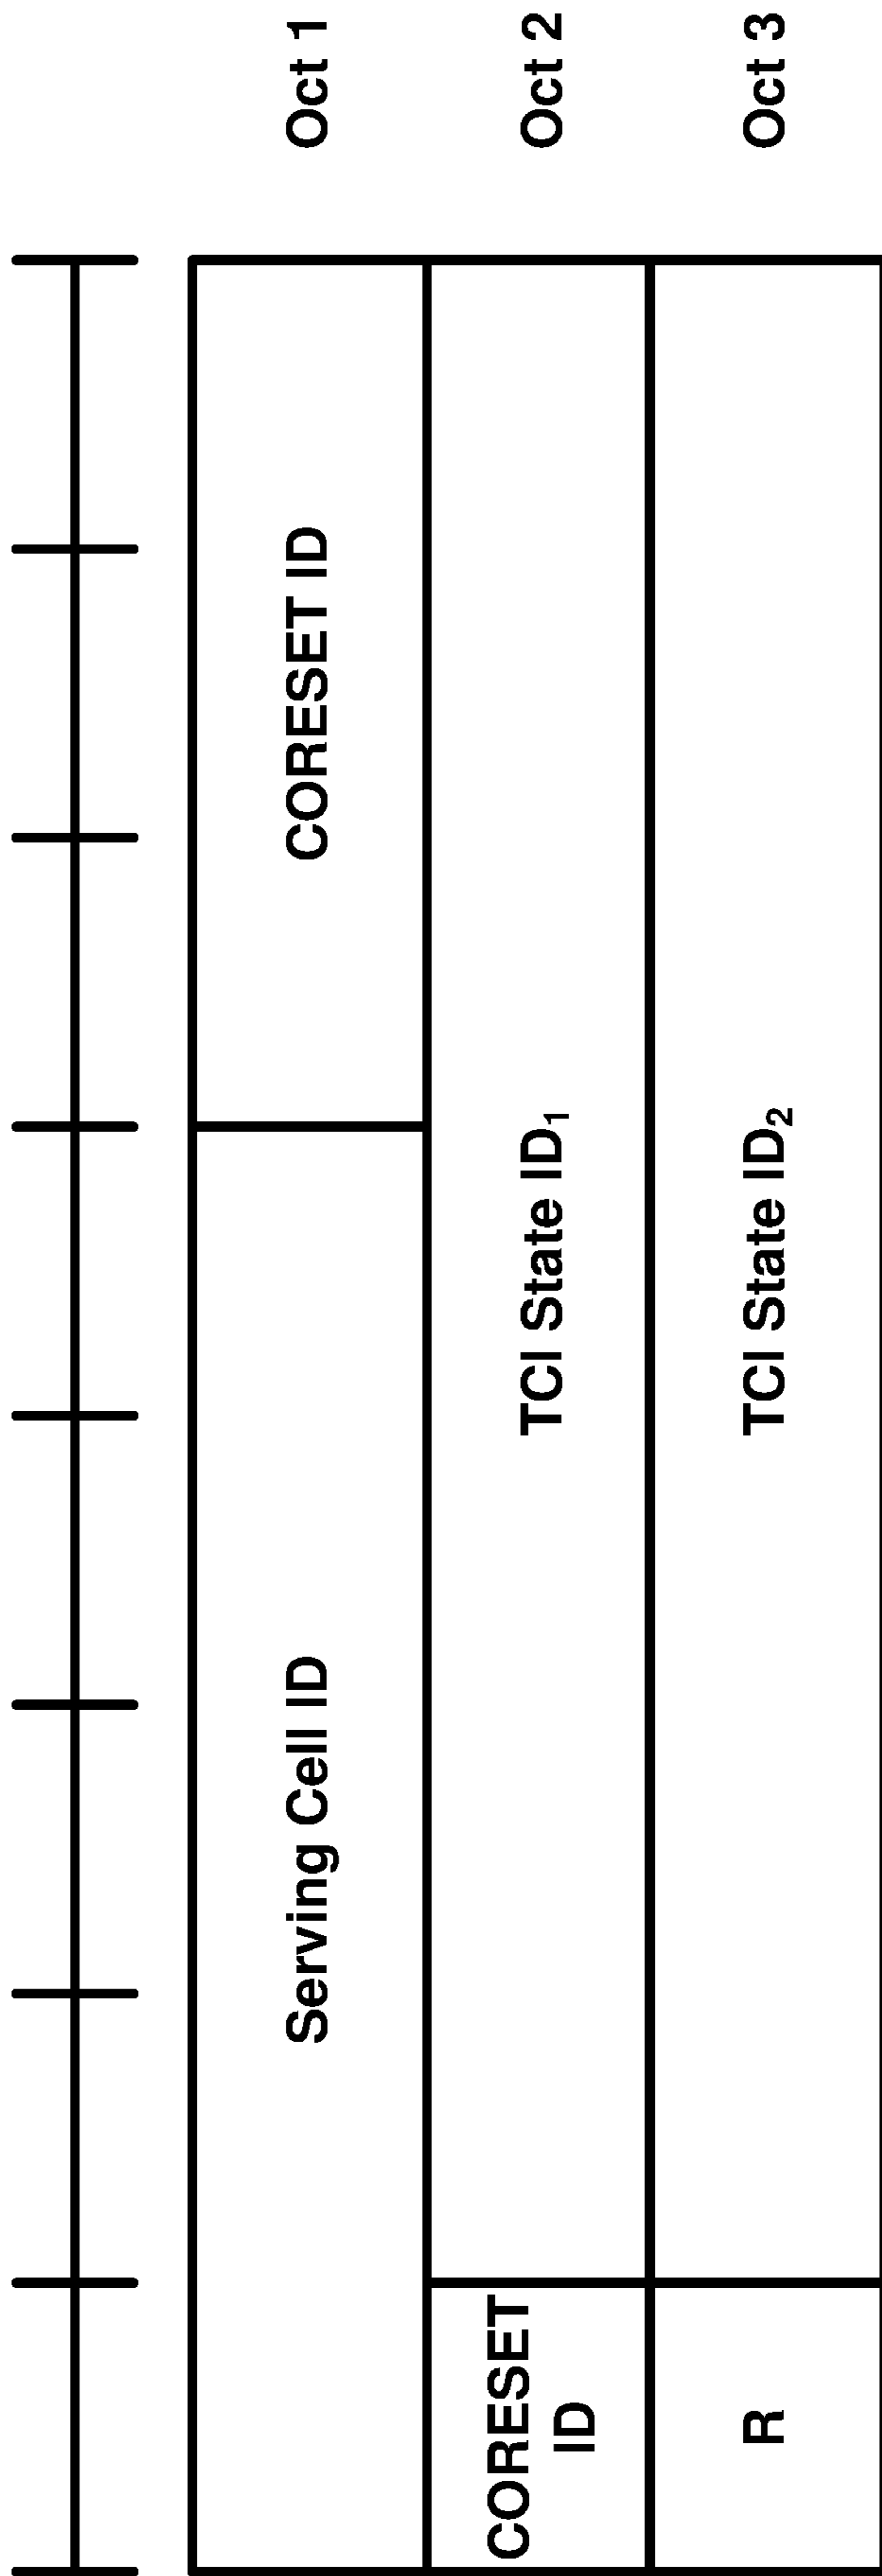 Serving Cell ID
CORESET ID
Oct 1
CORESET
ID
TCI State ID₁
Oct 2
R
TCI State ID₂
Oct 3